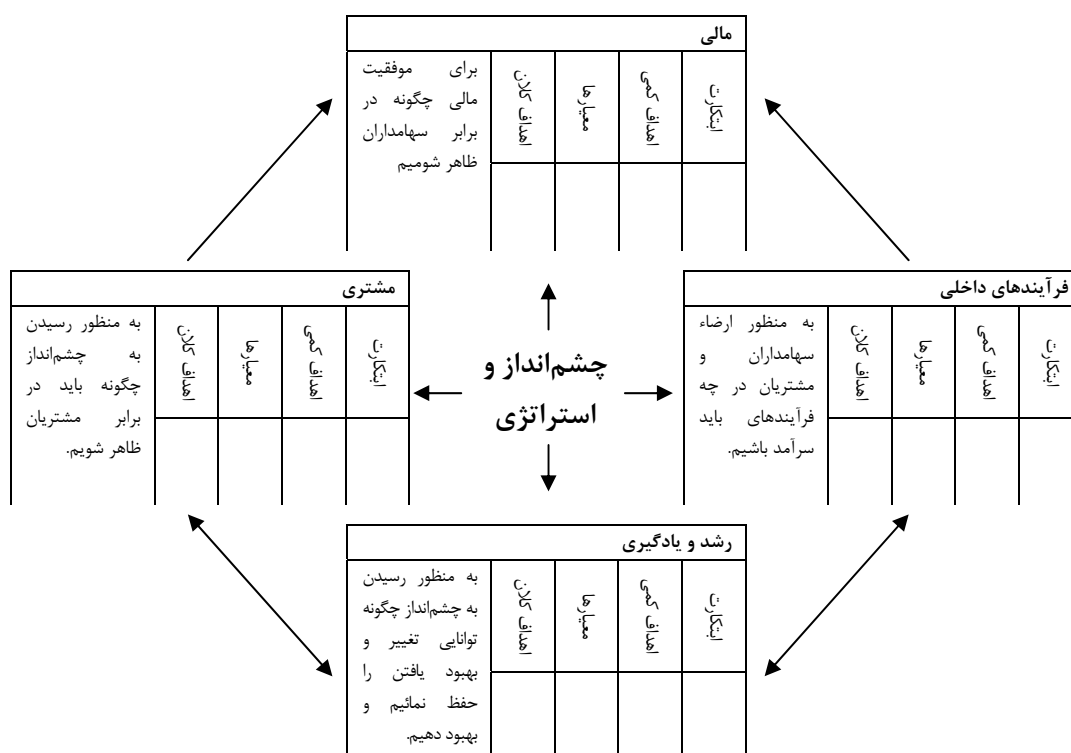 مالی
برای موفقیت
مالی چگونه در
برابر سهامداران
ظاهر شومیم
اهداف کلان
معیارها
اهداف کمی
ابتکارت
فرآیندهای داخلی
به منظور ارضاء
سهامداران و
مشتریان در چه
فرآیندهای باید
سرآمد باشیم.
اهداف کلان
معیارها
اهداف کمی
ابتکارت
چشم‌انداز و
استراتژی
مشتری
به منظور رسیدن
به چشم‌انداز
چگونه باید در
برابر مشتریان
ظاهر شویم.
اهداف کلان
معیارها
اهداف کمی
ابتکارت
رشد و یادگیری
به منظور رسیدن
به چشم‌انداز چگونه
توانایی تغییر و
بهبود یافتن را
حفظ نمائیم و
بهبود دهیم.
اهداف کلان
معیارها
اهداف کمی
ابتکارت